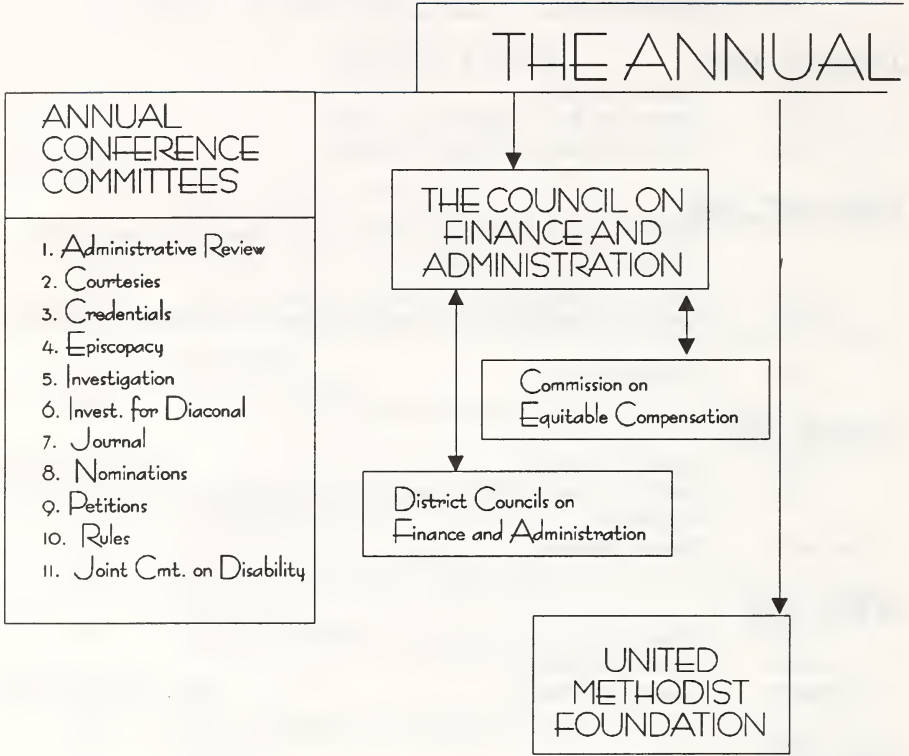 THE ANNUAL
ANNUAL
CONFERENCE
COMMITTEES
1. Administrative Review
2. Courtesies
3. Credentials
4. Episcopacy
5. Investigation
6. Invest. for Diaconal
7. Journal
8. Nominations
9. Petitions
10. Rules
11. Joint Cmt. on Disability
THE COUNCIL ON
FINANCE AND
ADMINISTRATION
Commission on
Equitable Compensation
District Councils on
Finance and Administration
UNITED
METHODIST
FOUNDATION